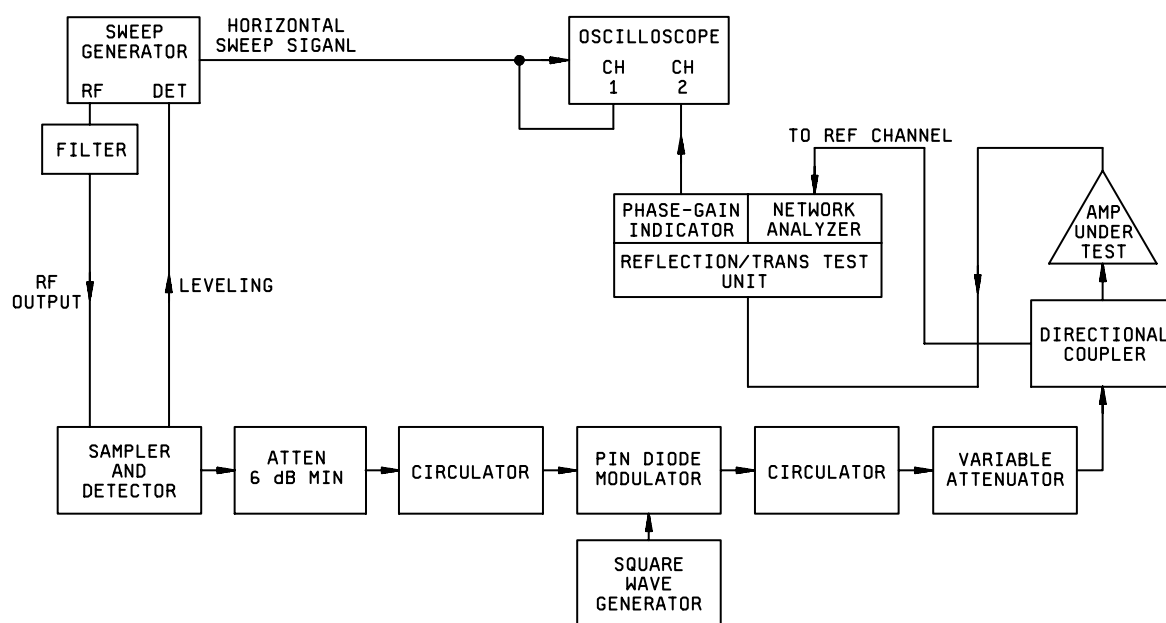 SWEEP
GENERATOR
RF DET
HORIZONTAL
SWEEP SIGANL
OSCILLOSCOPE
CH CH
1 2
FILTER
TO REF CHANNEL
PHASE-GAIN
INDICATOR
NETWORK
ANALYZER
REFLECTION/TRANS TEST
UNIT
AMP
UNDER
TEST
RF
OUTPUT
LEVELING
DIRECTIONAL
COUPLER
SAMPLER
AND
DETECTOR
ATTEN
6 dB MIN
CIRCULATOR
PIN DIODE
MODULATOR
CIRCULATOR
VARIABLE
ATTENUATOR
SQUARE
WAVE
GENERATOR